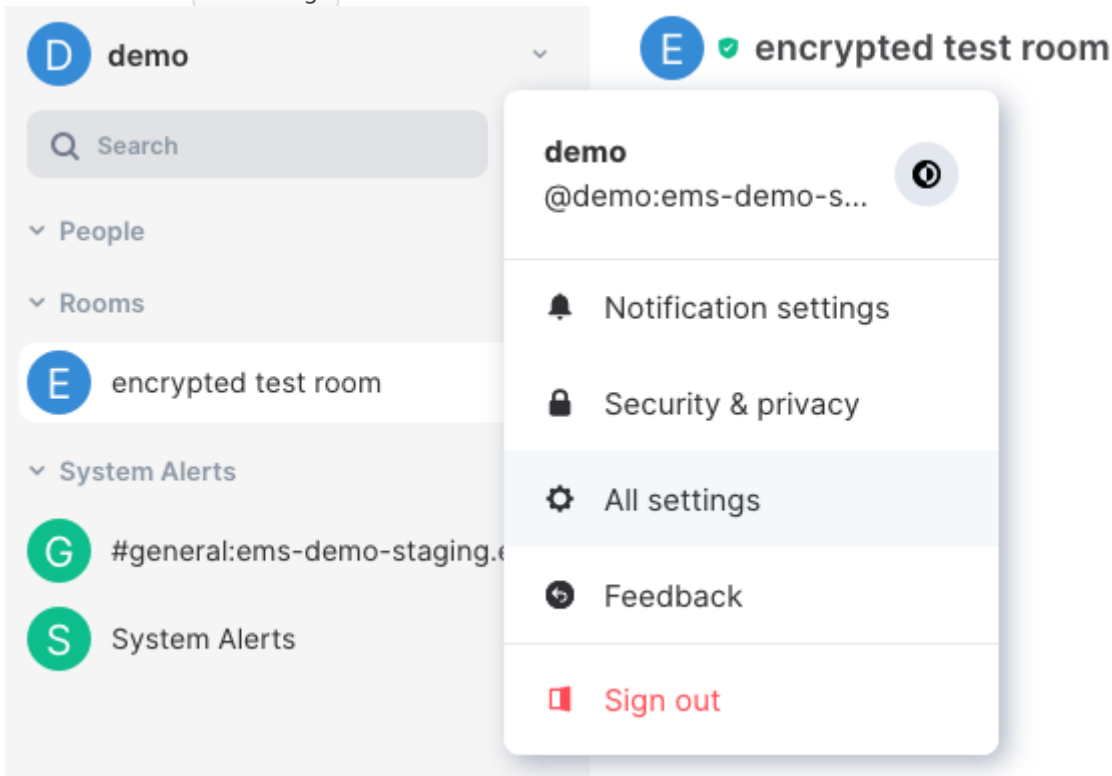 D demo
Search
People
Rooms
E encrypted test room
System Alerts
G #general:ems-demo-staging.
S System Alerts
E encrypted test room
demo
@demo:ems-demo-s...
Notification settings
Security & privacy
All settings
Feedback
Sign out